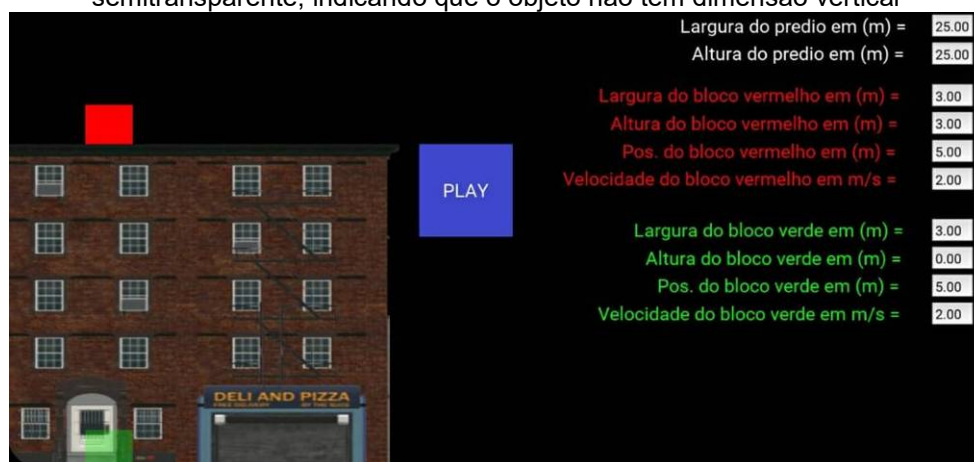 semitransparente, indicando que o objeto não tem dimensão vertical
Largura do predio em (m) = 25.00
Altura do predio em (m) = 25.00
Largura do bloco vermelho em (m) = 3.00
Altura do bloco vermelho em (m) = 3.00
Pos. do bloco vermelho em (m) = 5.00
Velocidade do bloco vermelho em m/s = 2.00
PLAY
Largura do bloco verde em (m) = 3.00
Altura do bloco verde em (m) = 0.00
Pos. do bloco verde em (m) = 5.00
Velocidade do bloco verde em m/s = 2.00
DELI AND PIZZA